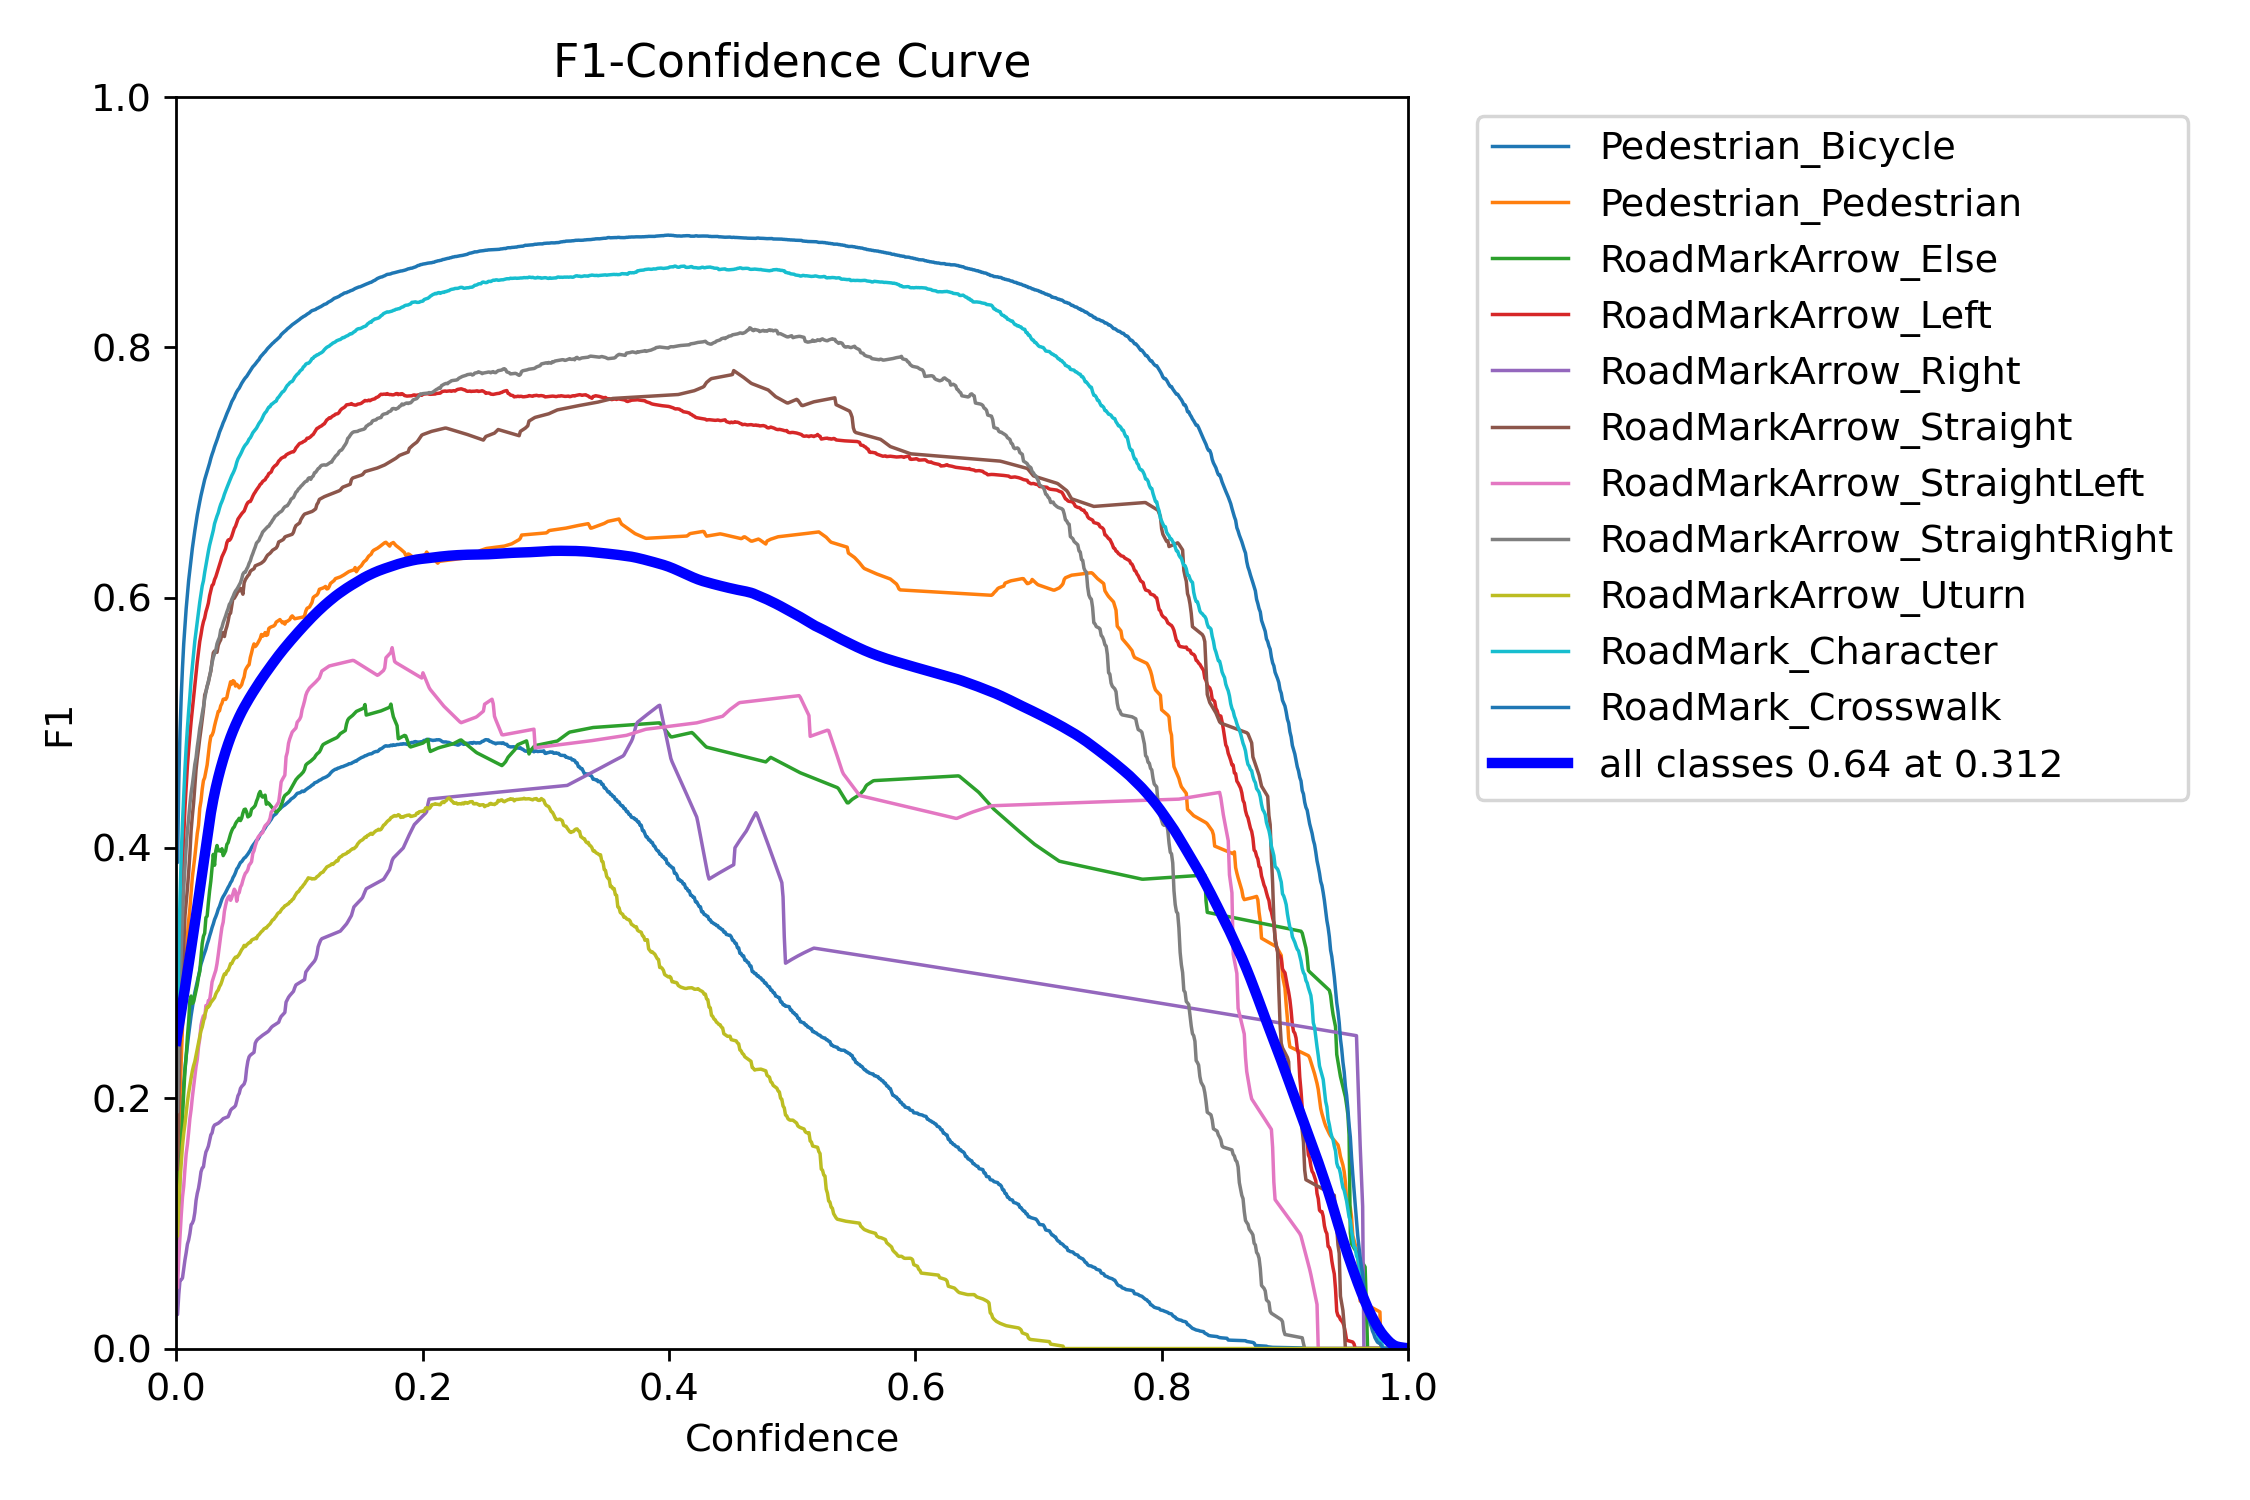 F1-Confidence Curve
1.0
0.8
0.6
0.4
0.2
0.0
F1
0.0 0.2 0.4 0.6 0.8 1.0
Confidence
Pedestrian_Bicycle
Pedestrian_Pedestrian
RoadMarkArrow_Else
RoadMarkArrow_Left
RoadMarkArrow_Right
RoadMarkArrow_Straight
RoadMarkArrow_StraightLeft
RoadMarkArrow_StraightRight
RoadMarkArrow_Uturn
RoadMark_Character
RoadMark_Crosswalk
all classes 0.64 at 0.312